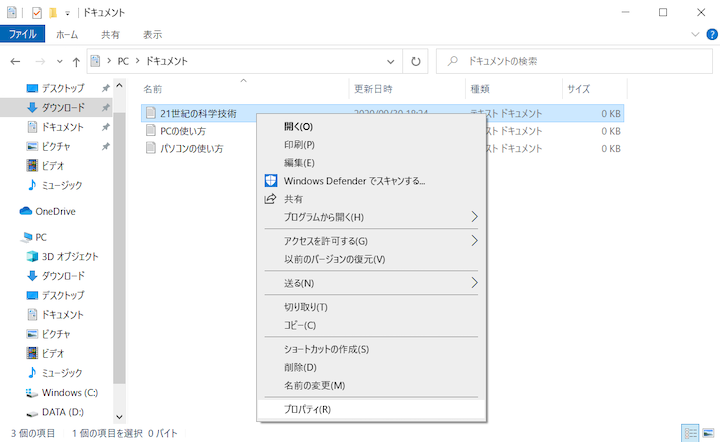 ドキュメント
ファイル ホーム 共有 表示
PC ドキュメント ドキュメントの検索
名前 更新日時 種類 サイズ
デスクトップ
ダウンロード
ドキュメント
ピクチャ
ビデオ
ミュージック
OneDrive
PC
3D オブジェクト
ダウンロード
デスクトップ
ドキュメント
ピクチャ
ビデオ
ミュージック
Windows (C:)
DATA (D:)
21世紀の科学技術 テキスト ドキュメント 0 KB
PCの使い方 スト ドキュメント 0 KB
パソコンの使い方 スト ドキュメント 0 KB
開く(O)
印刷(P)
編集(E)
Windows Defender でスキャンする...
共有
プログラムから開く(H)
アクセスを許可する(G)
以前のバージョンの復元(V)
送る(N)
切り取り(T)
コピー(C)
ショートカットの作成(S)
削除(D)
名前の変更(M)
プロパティ(R)
3 個の項目 1 個の項目を選択 0 バイト